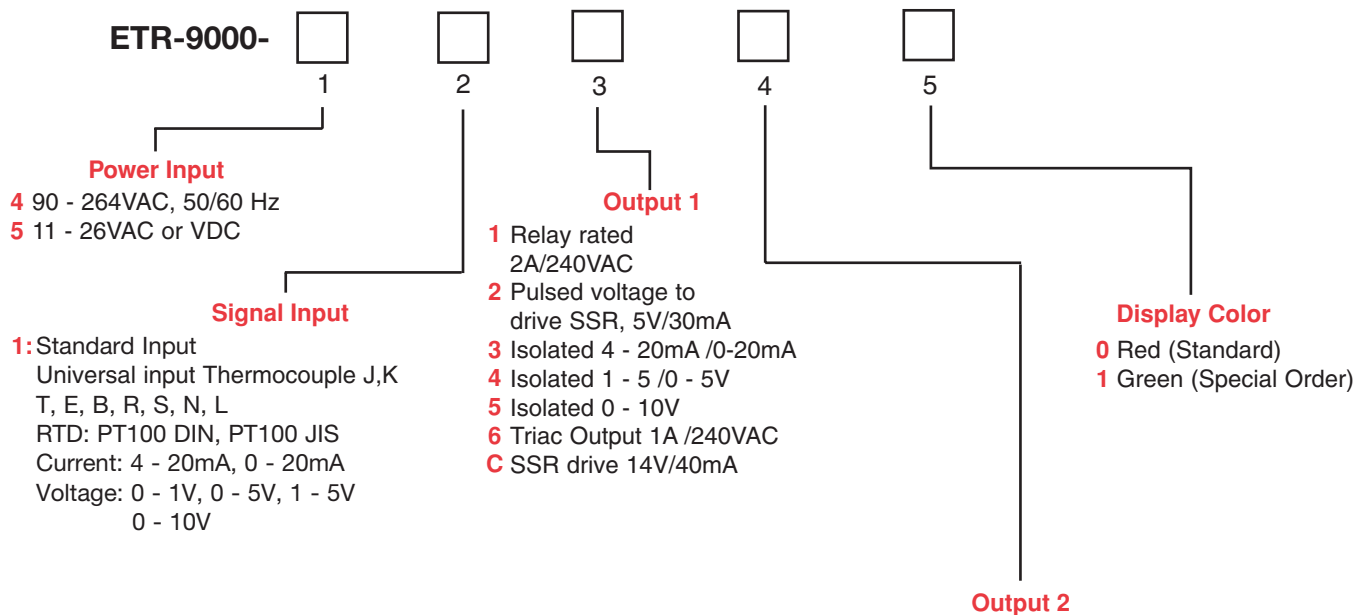 ETR-9000-
1 2 3 4 5
Power Input
4 90 - 264VAC, 50/60 Hz
5 11 - 26VAC or VDC
Signal Input
1: Standard Input
Universal input Thermocouple J,K
T, E, B, R, S, N, L
RTD: PT100 DIN, PT100 JIS
Current: 4 - 20mA, 0 - 20mA
Voltage: 0 - 1V, 0 - 5V, 1 - 5V
0 - 10V
Output 1
1 Relay rated
2A/240VAC
2 Pulsed voltage to
drive SSR, 5V/30mA
3 Isolated 4 - 20mA /0-20mA
4 Isolated 1 - 5 /0 - 5V
5 Isolated 0 - 10V
6 Triac Output 1A /240VAC
C SSR drive 14V/40mA
Output 2
Display Color
0 Red (Standard)
1 Green (Special Order)